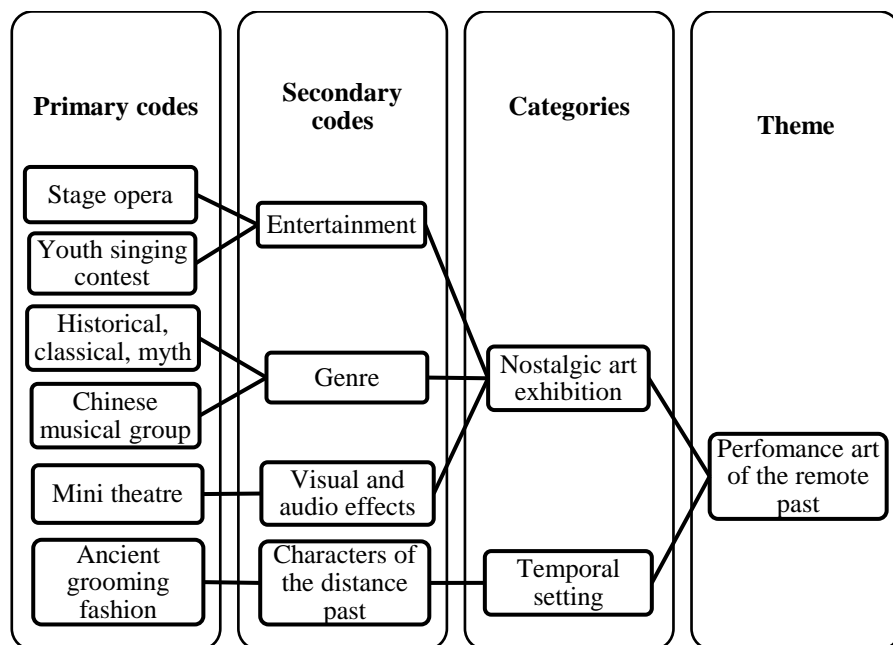 Primary codes
Stage opera
Youth singing
contest
Historical,
classical, myth
Chinese
musical group
Mini theatre
Ancient
grooming
fashion
Secondary
codes
Entertainment
Genre
Visual and
audio effects
Characters of
the distance
past
Categories
Nostalgic art
exhibition
Temporal
setting
Theme
Perfomance art
of the remote
past